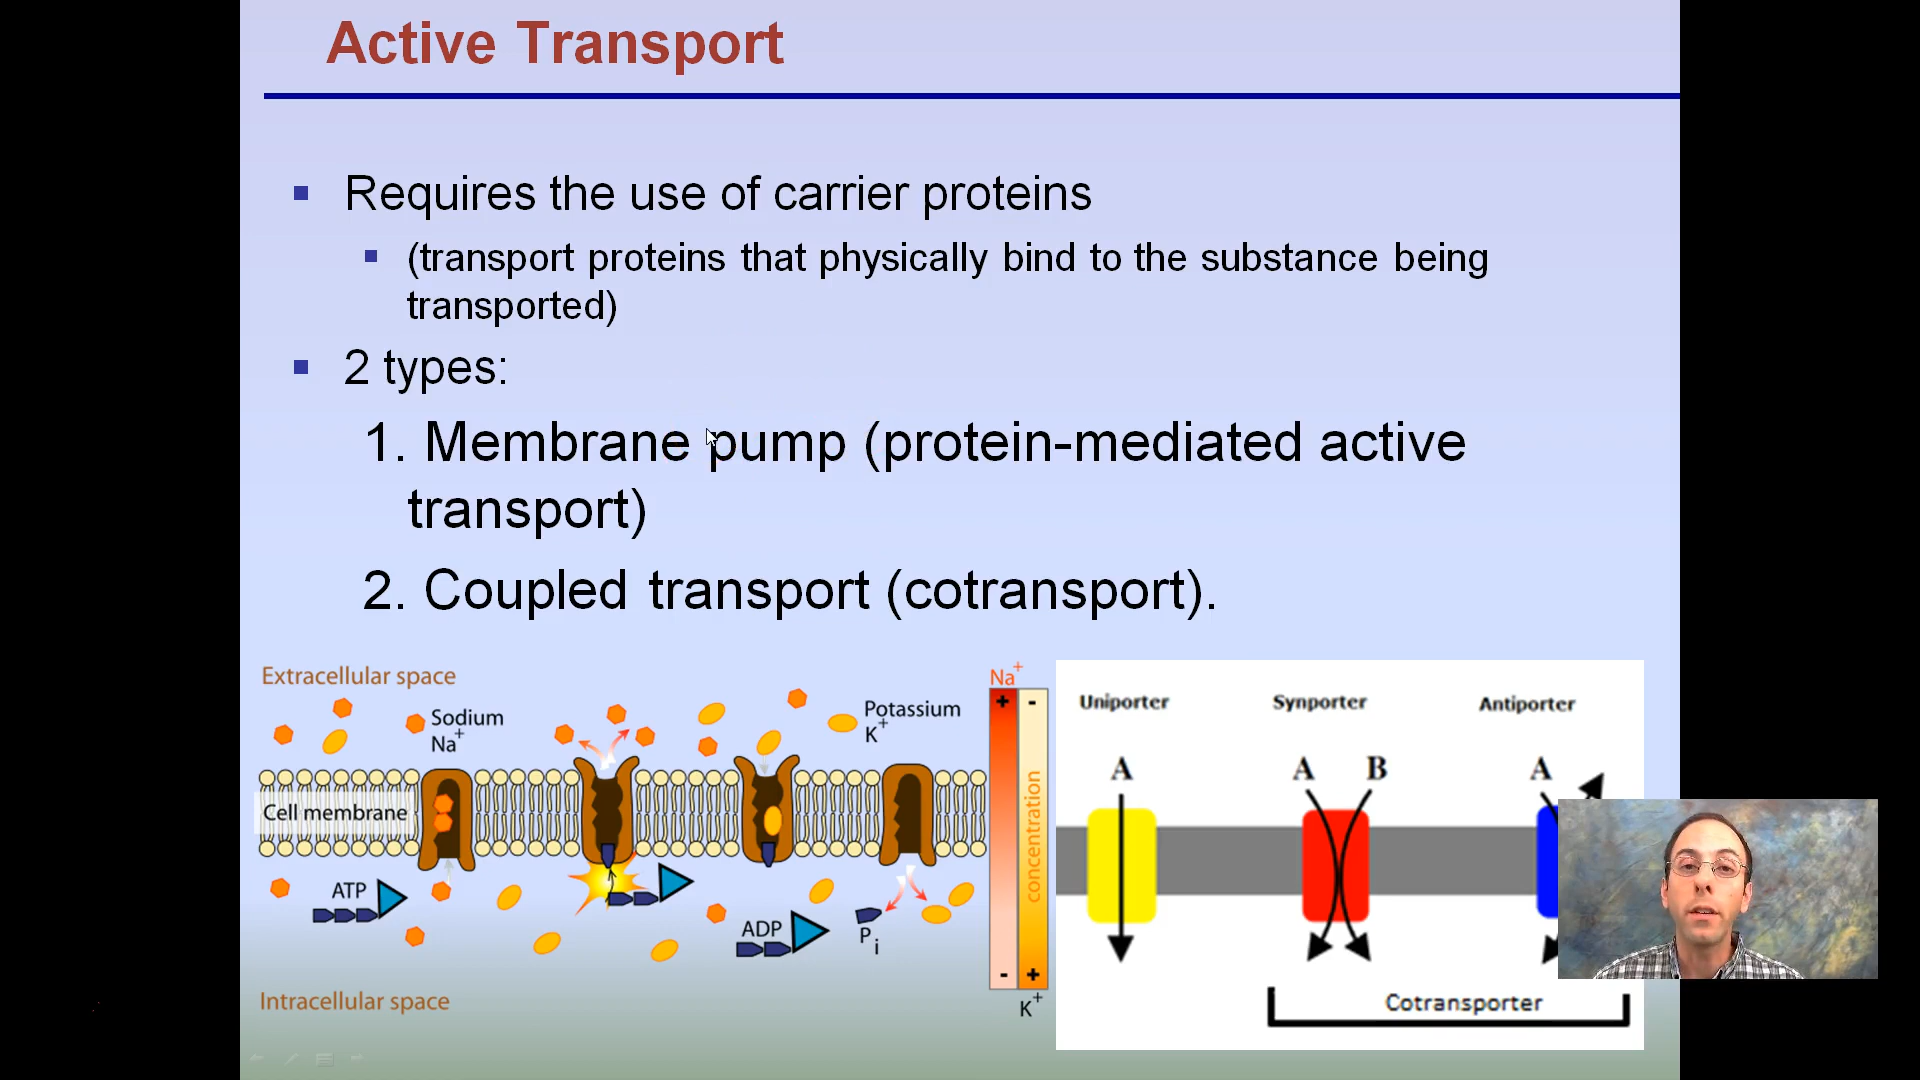 Active Transport
Requires the use of carrier proteins
(transport proteins that physically bind to the substance being
transported)
2 types:
1. Membrane pump (protein-mediated active
transport)
2. Coupled transport (cotransport).
Extracellular space
Sodium
Na+
Potassium
K+
Cell membrane
ATP
ADP
Pi
Intracellular space
Na+
+ -
concentration
- +
K+
Uniporter Synporter Antiporter
A A B A
Cotransporter